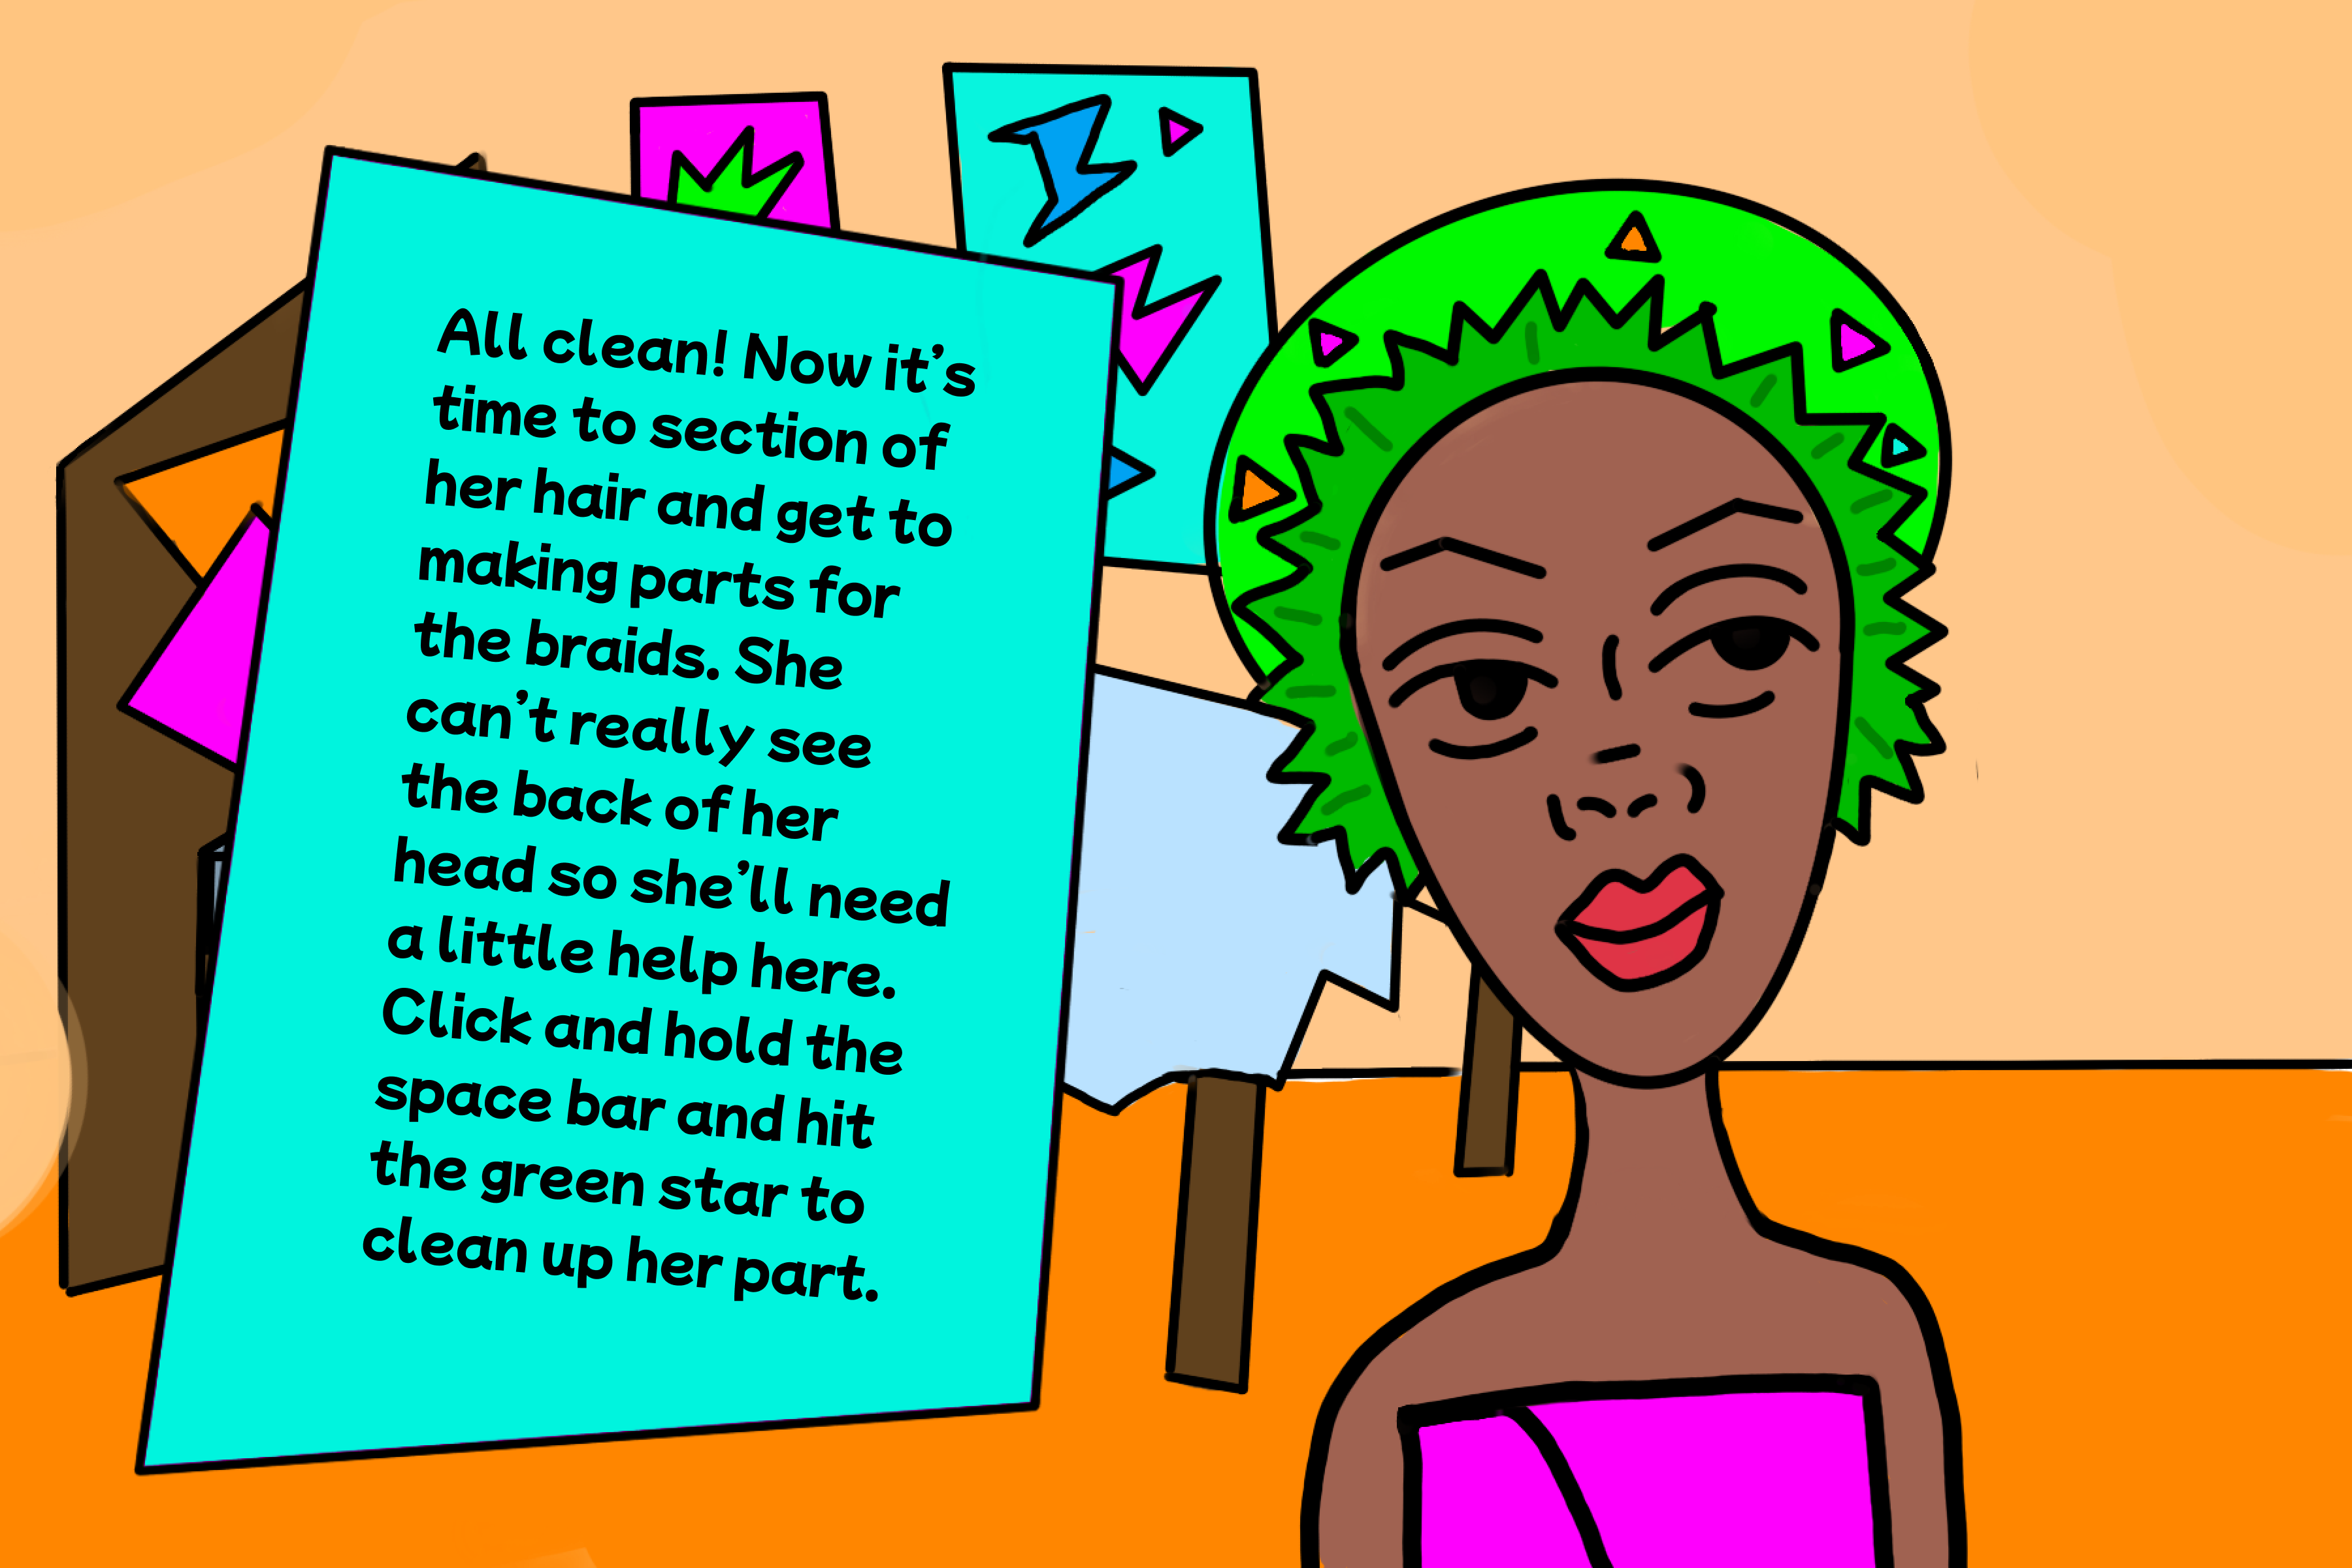 All clean! Now it's
time to section of
her hair and get to
making parts for
the braids. She
can't really see
the back of her
head so she'll need
a little help here.
Click and hold the
space bar and hit
the green star to
clean up her part.